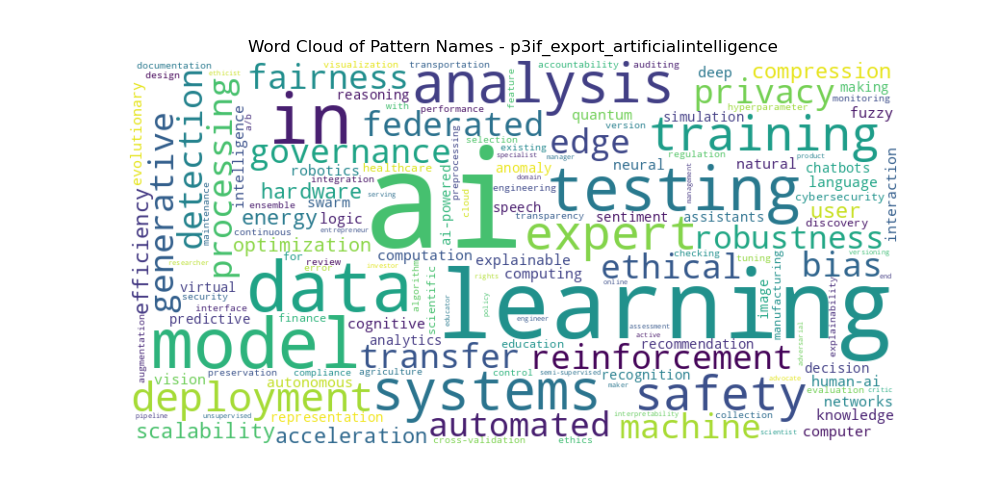 Word Cloud of Pattern Names - p3if_export_artificialintelligence
documentation
visualization
transportation
accountability
auditing
design
ethicist
fairness
analysis
feature
deep
compression
evolutionary
detection
processing
reasoning
privacy
making
hyperparameter
monitoring
intelligence
a/b
in
with
performance
federated
quantum
version
simulation
fuzzy
generative
governance
preprocessing
selection
existing
edge
training
regulation
product
robotics
healthcare
specialist
manager
anomaly
neural
natural
chatbots
integration
domain
language
hardware
ai
ai-powered
cloud
engineering
testing
management
cybersecurity
interaction
ensemble
serving
swarm
speech
transparency
sentiment
assistants
user
discovery
maintenance
energy
logic
entrepreneur
expert
robustness
continuous
optimization
computation
explainable
checking
tuning
versioning
efficiency
for
review
researcher
error
investor
algorithm
scientific
computing
ethical
bias
end
virtual
data
learning
rights
online
image
manufacturing
security
interface
predictive
finance
cognitive
educator
policy
engineer
assessment
active
adversarial
explainability
augmentation
model
analytics
education
recommendation
transfer
reinforcement
decision
vision
preservation
compliance
agriculture
control
semi-supervised
recognition
advocate
human-ai
autonomous
maker
evaluation
critic
deployment
systems
safety
networks
pipeline
unsupervised
representation
interpretability
collection
knowledge
scalability
acceleration
automated
machine
cross-validation
ethics
scientist
computer